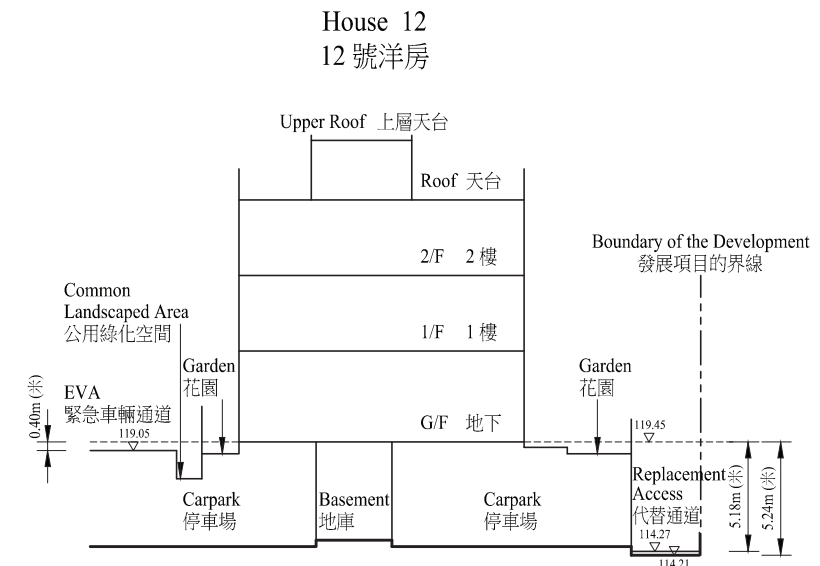 House 12
12 號洋房
Upper Roof 上層天台
Roof 天台
2/F 2 樓
Boundary of the Development
發展項目的界線
Common
Landscaped Area
公用綠化空間
1/F 1 樓
Garden
花園
Garden
花園
EVA
緊急車輛通道
0.40m (米)
G/F 地下
119.05
119.45
Carpark
停車場
Basement
地庫
Carpark
停車場
Replacement
Access
代替通道
5.18m (米)
5.24m (米)
114.27
114.21